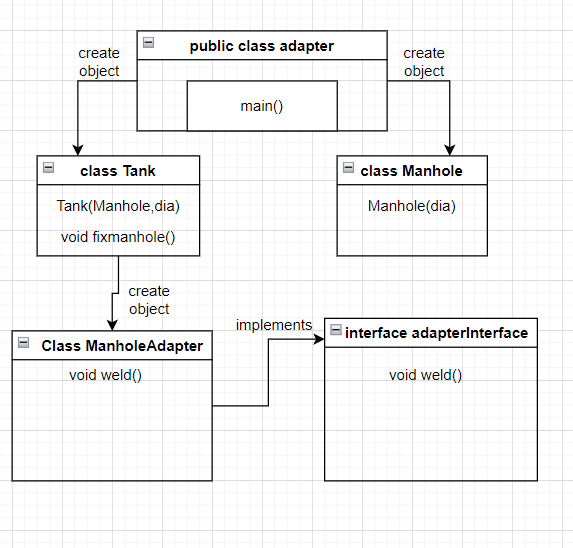 public class adapter
create
object
create
object
main()
class Tank
class Manhole
Tank(Manhole,dia)
void fixmanhole()
Manhole(dia)
create
object
implements
Class ManholeAdapter
interface adapterInterface
void weld()
void weld()